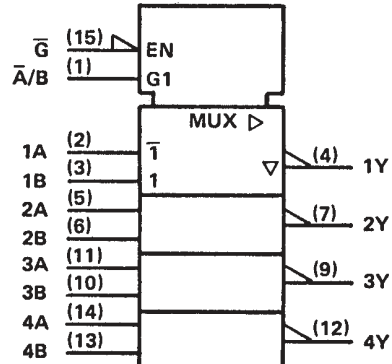 G̅ (15) EN
A̅/B (1) G1
MUX ▷
1A (2) 1̅ (4) 1Y
1B (3) 1 ▽
2A (5) (7) 2Y
2B (6)
3A (11) (9) 3Y
3B (10)
4A (14) (12) 4Y
4B (13)